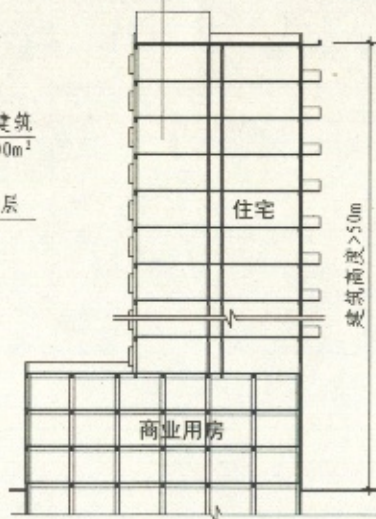 建筑
00m²
层
住宅
建筑高度>50m
商业用房